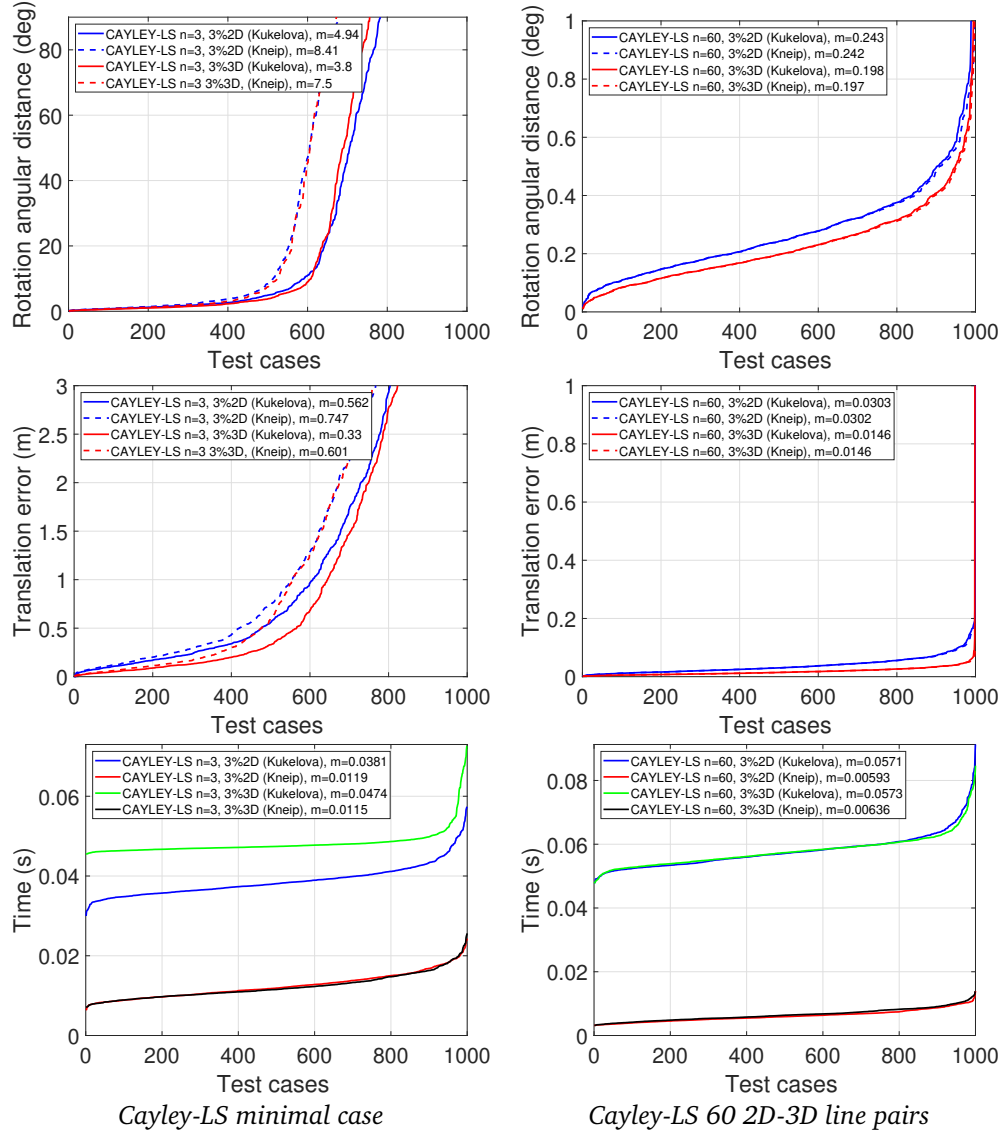 Rotation angular distance (deg)
80
60
40
20
0
CAYLEY-LS n=3, 3%2D (Kukelova), m=4.94
CAYLEY-LS n=3, 3%2D (Kneip), m=8.41
CAYLEY-LS n=3, 3%3D (Kukelova), m=3.8
CAYLEY-LS n=3 3%3D, (Kneip), m=7.5
0 200 400 600 800 1000
Test cases
Rotation angular distance (deg)
1
0.8
0.6
0.4
0.2
0
CAYLEY-LS n=60, 3%2D (Kukelova), m=0.243
CAYLEY-LS n=60, 3%2D (Kneip), m=0.242
CAYLEY-LS n=60, 3%3D (Kukelova), m=0.198
CAYLEY-LS n=60, 3%3D (Kneip), m=0.197
0 200 400 600 800 1000
Test cases
Translation error (m)
3
2.5
2
1.5
1
0.5
0
CAYLEY-LS n=3, 3%2D (Kukelova), m=0.562
CAYLEY-LS n=3, 3%2D (Kneip), m=0.747
CAYLEY-LS n=3, 3%3D (Kukelova), m=0.33
CAYLEY-LS n=3 3%3D, (Kneip), m=0.601
0 200 400 600 800 1000
Test cases
Translation error (m)
1
0.8
0.6
0.4
0.2
0
CAYLEY-LS n=60, 3%2D (Kukelova), m=0.0303
CAYLEY-LS n=60, 3%2D (Kneip), m=0.0302
CAYLEY-LS n=60, 3%3D (Kukelova), m=0.0146
CAYLEY-LS n=60, 3%3D (Kneip), m=0.0146
0 200 400 600 800 1000
Test cases
Time (s)
0.06
0.04
0.02
0
CAYLEY-LS n=3, 3%2D (Kukelova), m=0.0381
CAYLEY-LS n=3, 3%2D (Kneip), m=0.0119
CAYLEY-LS n=3, 3%3D (Kukelova), m=0.0474
CAYLEY-LS n=3, 3%3D (Kneip), m=0.0115
0 200 400 600 800 1000
Test cases
Time (s)
0.08
0.06
0.04
0.02
0
CAYLEY-LS n=60, 3%2D (Kukelova), m=0.0571
CAYLEY-LS n=60, 3%2D (Kneip), m=0.00593
CAYLEY-LS n=60, 3%3D (Kukelova), m=0.0573
CAYLEY-LS n=60, 3%3D (Kneip), m=0.00636
0 200 400 600 800 1000
Test cases
Cayley-LS minimal case
Cayley-LS 60 2D-3D line pairs